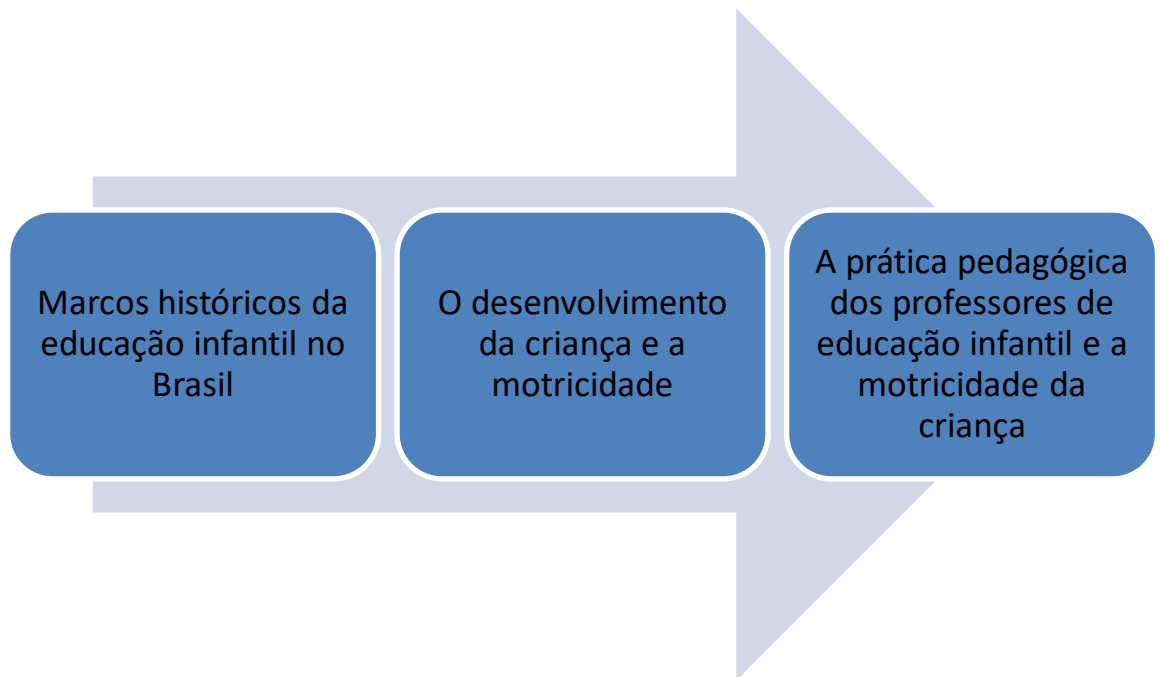 Marcos históricos da
educação infantil no
Brasil
O desenvolvimento
da criança e a
motricidade
A prática pedagógica
dos professores de
educação infantil e a
motricidade da
criança